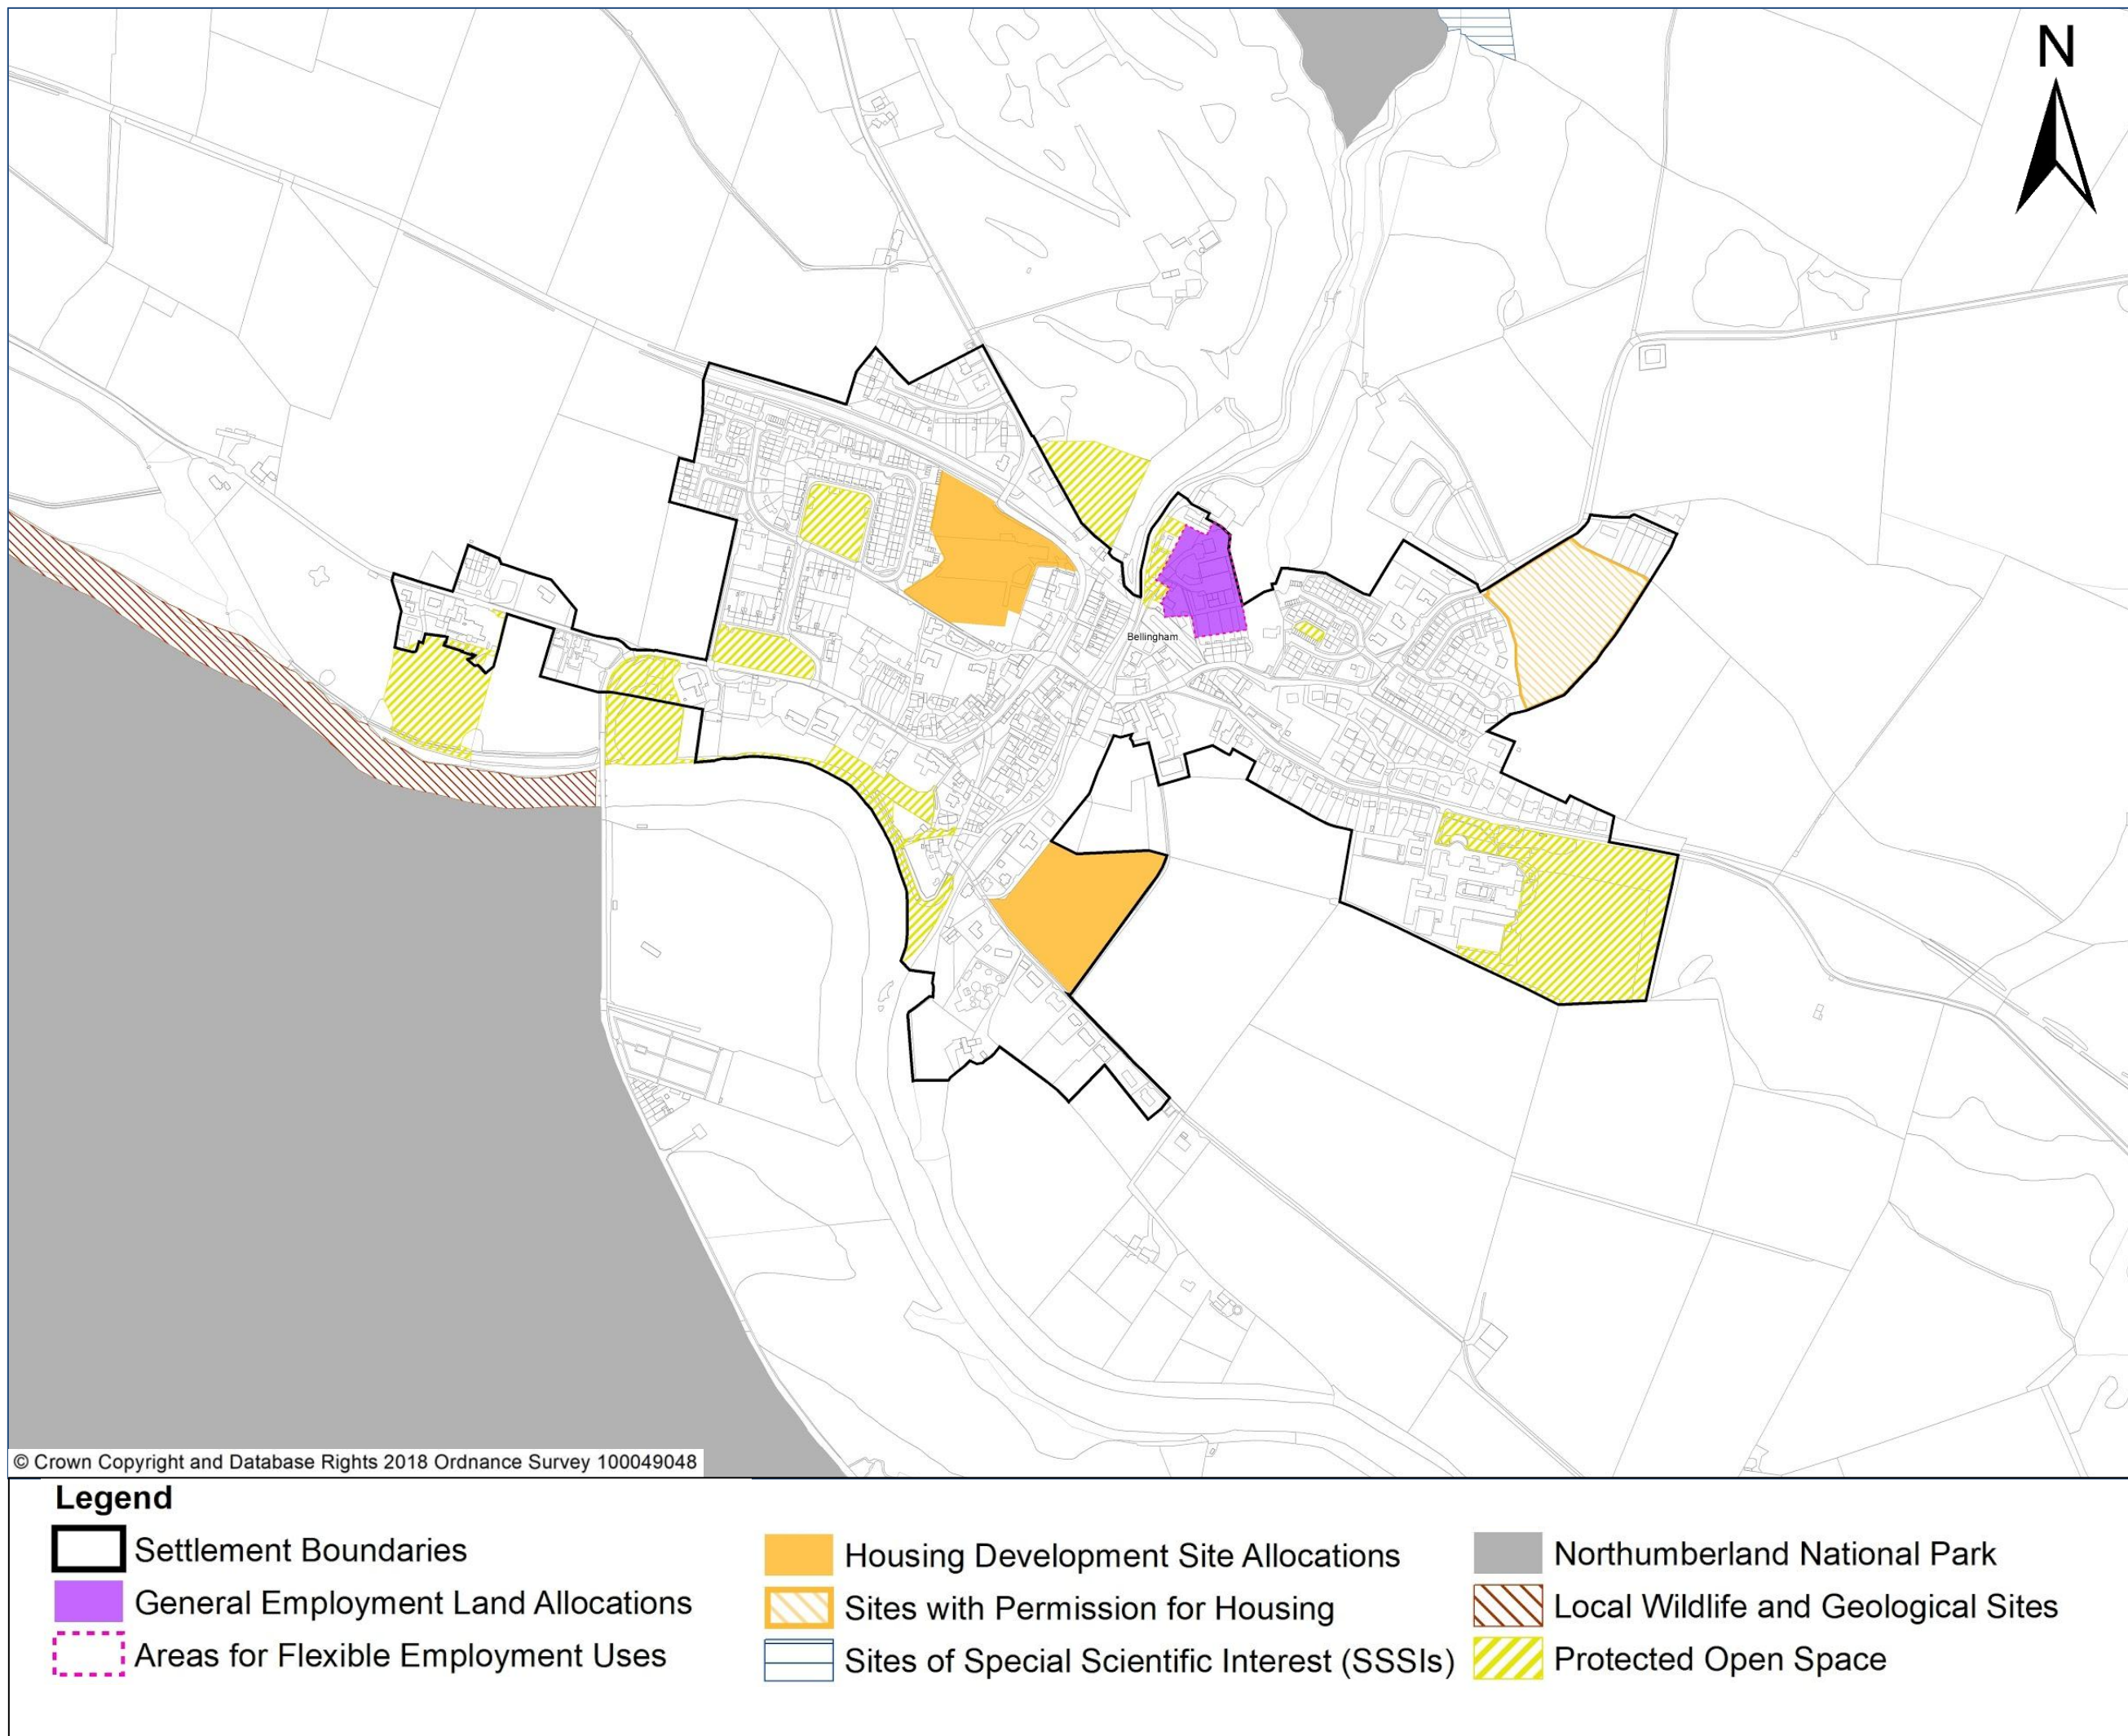 N
Bellingham
© Crown Copyright and Database Rights 2018 Ordnance Survey 100049048
Legend
Settlement Boundaries
General Employment Land Allocations
Areas for Flexible Employment Uses
Housing Development Site Allocations
Sites with Permission for Housing
Sites of Special Scientific Interest (SSSIs)
Northumberland National Park
Local Wildlife and Geological Sites
Protected Open Space